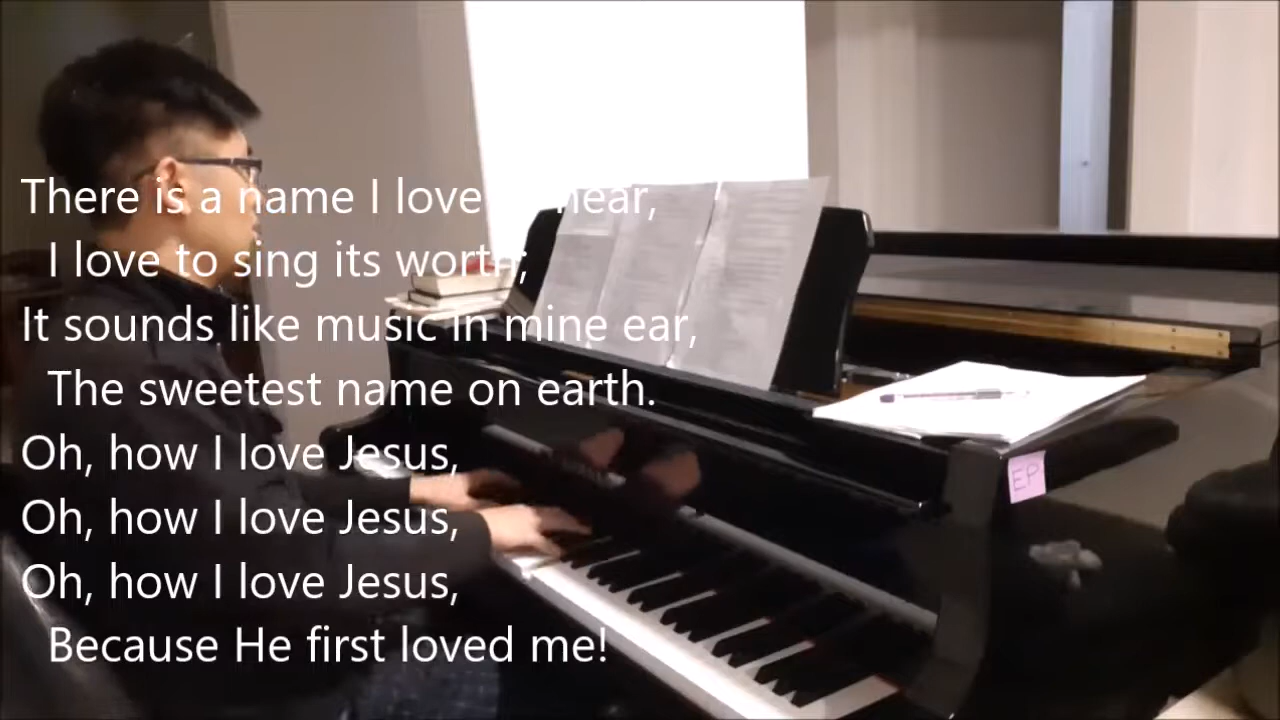 There is a name I love to hear,
I love to sing its worth;
It sounds like music in mine ear,
The sweetest name on earth.
Oh, how I love Jesus,
Oh, how I love Jesus,
Oh, how I love Jesus,
Because He first loved me!
EP